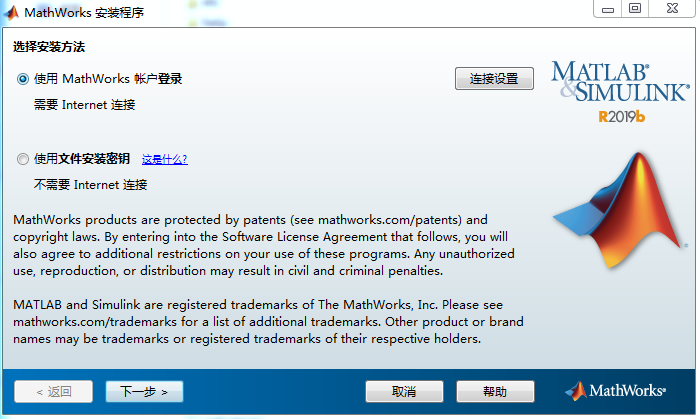 MathWorks 安装程序
选择安装方法
使用 MathWorks 帐户登录
连接设置
需要 Internet 连接
MATLAB®
&SIMULINK®
R2019b
使用文件安装密钥 这是什么?
不需要 Internet 连接
MathWorks products are protected by patents (see mathworks.com/patents) and
copyright laws. By entering into the Software License Agreement that follows, you will
also agree to additional restrictions on your use of these programs. Any unauthorized
use, reproduction, or distribution may result in civil and criminal penalties.
MATLAB and Simulink are registered trademarks of The MathWorks, Inc. Please see
mathworks.com/trademarks for a list of additional trademarks. Other product or brand
names may be trademarks or registered trademarks of their respective holders.
< 返回 下一步 > 取消 帮助 MathWorks®